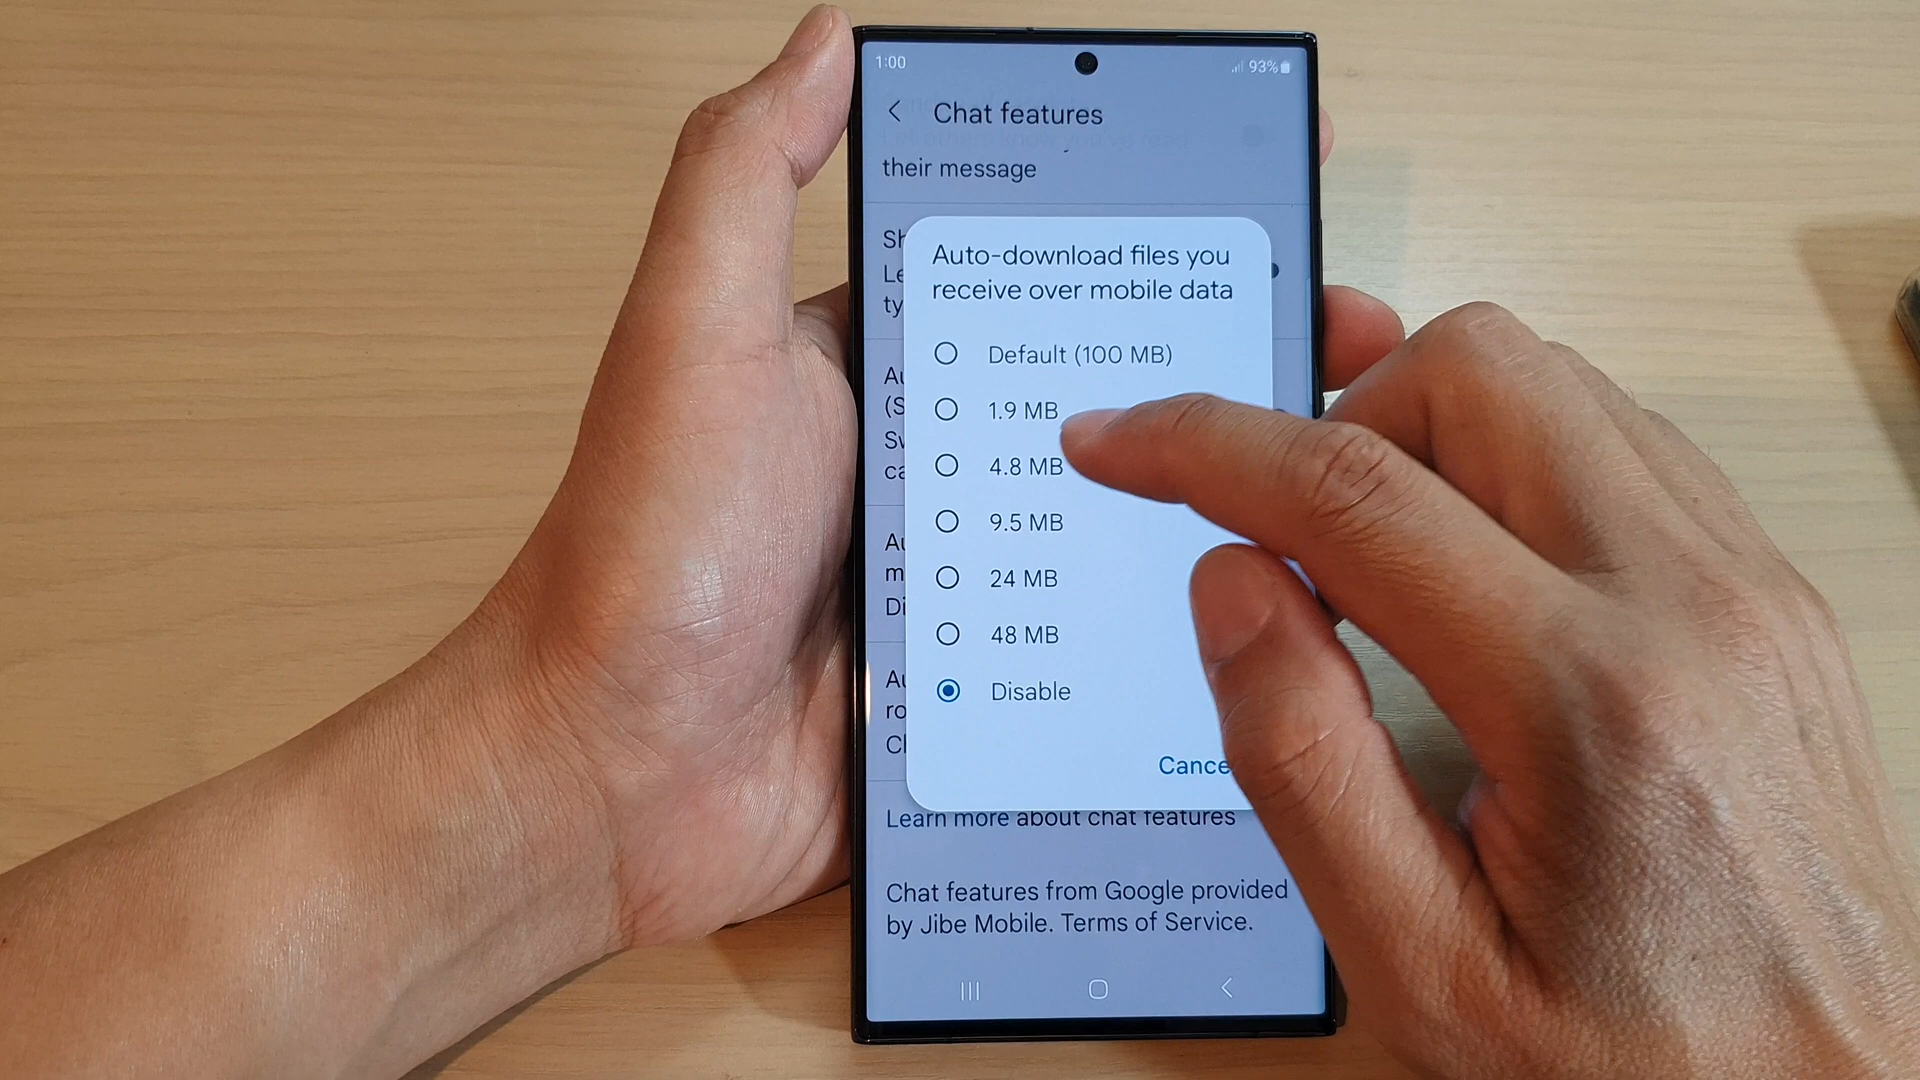 1:00
93%
Chat features
their message
Auto-download files you
receive over mobile data
Default (100 MB)
1.9 MB
4.8 MB
9.5 MB
24 MB
48 MB
Disable
Cance
Learn more about chat features
Chat features from Google provided
by Jibe Mobile. Terms of Service.